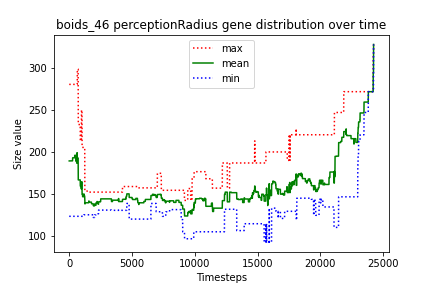 boids_46 perceptionRadius gene distribution over time
max
mean
min
Size value
300
250
200
150
100
0
5000
10000
15000
20000
25000
Timesteps